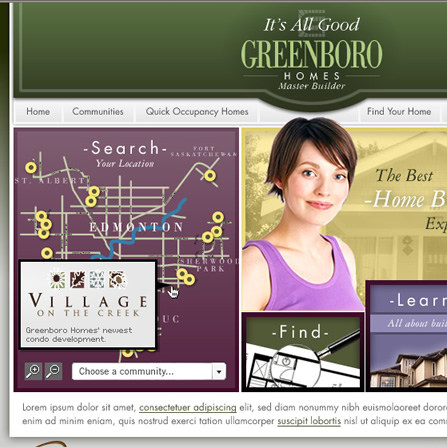 It's All Good
GREENBORO
HOMES
Master Builder
Home
Communities
Quick Occupancy Homes
Find Your Home
-Search-
Your Location
FORT
SASKATCHEWAN
ST. ALBERT
EDMONTON
SHERWOOD
PARK
VILLAGE
ON THE CREEK
Greenboro Homes' newest
condo development.
Choose a community...
The Best
-Home B
Exp
-Find-
-Learn
All about buil
Lorem ipsum dolor sit amet, consectetuer adipiscing elit, sed diam nonummy nibh euismolaoreet dolore
enim ad minim eniam, quis nostrud exerci tation ullamcorper suscipit lobortis nisl ut aliquip ex ea com